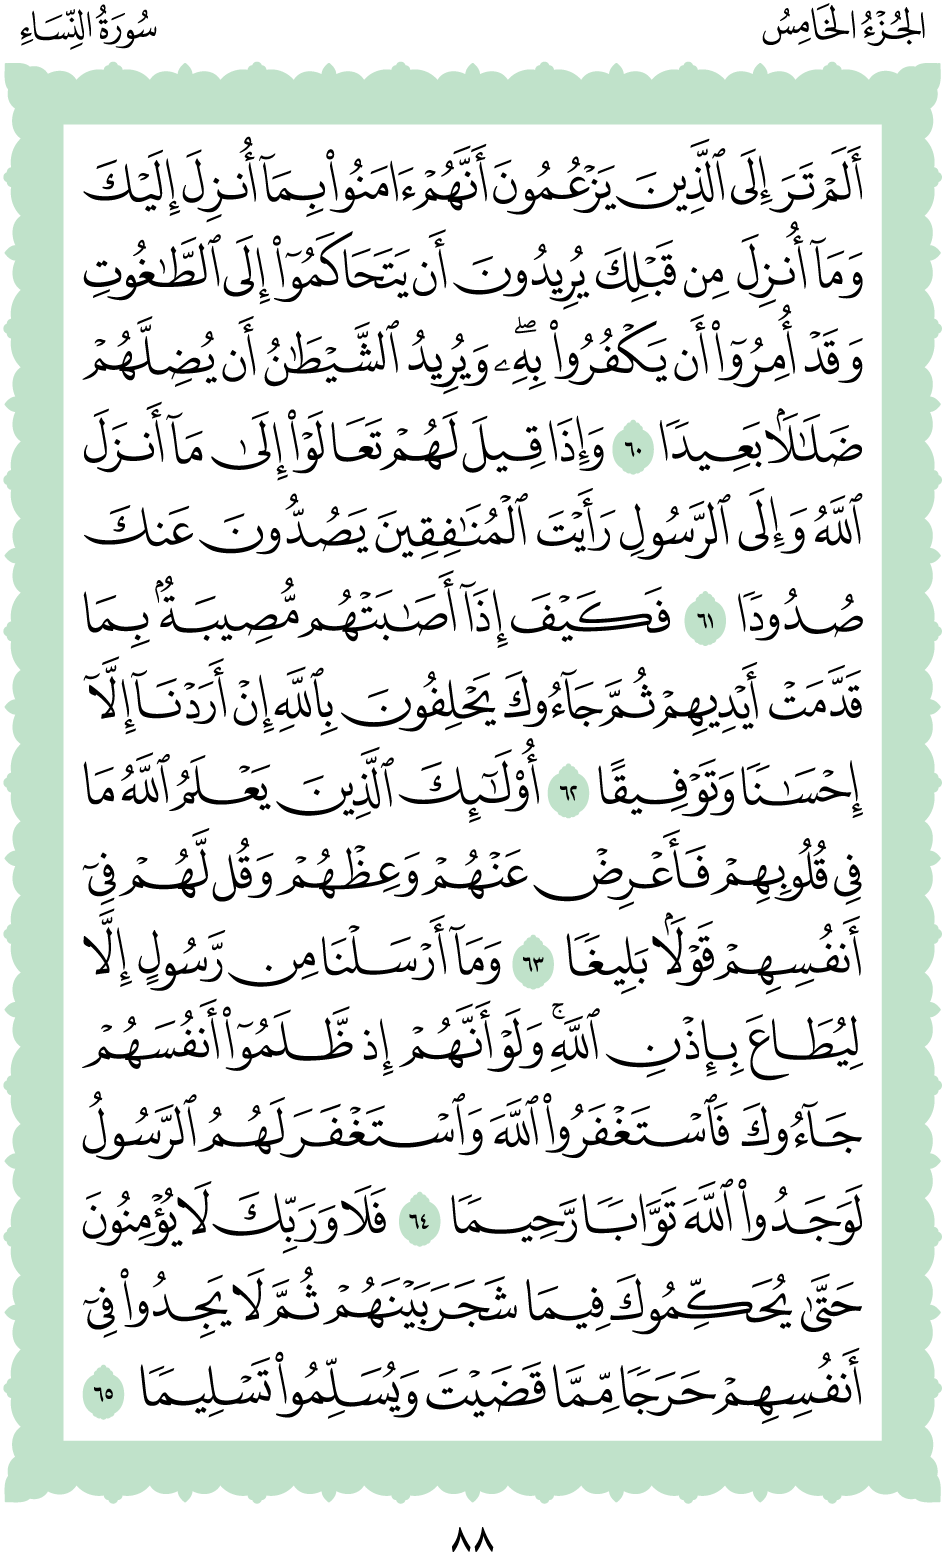 الجُزْءُ الخَامِسُ
سُورَةُ النِّسَاءِ
أَلَمْ تَرَ إِلَى ٱلَّذِينَ يَزْعُمُونَ أَنَّهُمْ ءَامَنُوا۟ بِمَآ أُنزِلَ إِلَيْكَ
وَمَآ أُنزِلَ مِن قَبْلِكَ يُرِيدُونَ أَن يَتَحَاكَمُوٓا۟ إِلَى ٱلطَّـٰغُوتِ
وَقَدْ أُمِرُوٓا۟ أَن يَكْفُرُوا۟ بِهِۦۖ وَيُرِيدُ ٱلشَّيْطَـٰنُ أَن يُضِلَّهُمْ
ضَلَـٰلًۢا بَعِيدًا ٦٠ وَإِذَا قِيلَ لَهُمْ تَعَالَوْا۟ إِلَىٰ مَآ أَنزَلَ
ٱللَّهُ وَإِلَى ٱلرَّسُولِ رَأَيْتَ ٱلْمُنَـٰفِقِينَ يَصُدُّونَ عَنكَ
صُدُودًا ٦١ فَكَيْفَ إِذَآ أَصَـٰبَتْهُم مُّصِيبَةٌۢ بِمَا
قَدَّمَتْ أَيْدِيهِمْ ثُمَّ جَآءُوكَ يَحْلِفُونَ بِٱللَّهِ إِنْ أَرَدْنَآ إِلَّآ
إِحْسَـٰنًا وَتَوْفِيقًا ٦٢ أُو۟لَـٰٓئِكَ ٱلَّذِينَ يَعْلَمُ ٱللَّهُ مَا
فِى قُلُوبِهِمْ فَأَعْرِضْ عَنْهُمْ وَعِظْهُمْ وَقُل لَّهُمْ فِىٓ
أَنفُسِهِمْ قَوْلًۢا بَلِيغًا ٦٣ وَمَآ أَرْسَلْنَا مِن رَّسُولٍ إِلَّا
لِيُطَاعَ بِإِذْنِ ٱللَّهِۚ وَلَوْ أَنَّهُمْ إِذ ظَّلَمُوٓا۟ أَنفُسَهُمْ
جَآءُوكَ فَٱسْتَغْفَرُوا۟ ٱللَّهَ وَٱسْتَغْفَرَ لَهُمُ ٱلرَّسُولُ
لَوَجَدُوا۟ ٱللَّهَ تَوَّابًا رَّحِيمًا ٦٤ فَلَا وَرَبِّكَ لَا يُؤْمِنُونَ
حَتَّىٰ يُحَكِّمُوكَ فِيمَا شَجَرَ بَيْنَهُمْ ثُمَّ لَا يَجِدُوا۟ فِىٓ
أَنفُسِهِمْ حَرَجًا مِّمَّا قَضَيْتَ وَيُسَلِّمُوا۟ تَسْلِيمًا ٦٥
٨٨